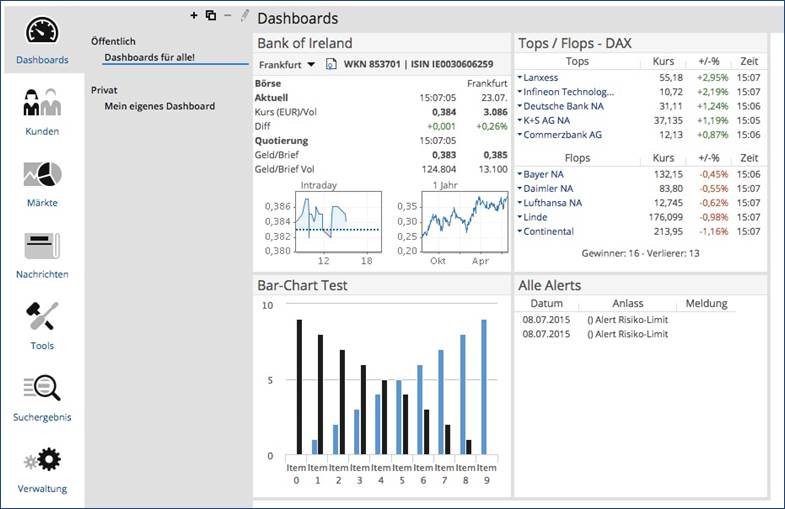 Dashboards
Kunden
Märkte
Nachrichten
Tools
Suchergebnis
Verwaltung
Öffentlich
Dashboards für alle!
Privat
Mein eigenes Dashboard
Dashboards
Bank of Ireland
Frankfurt WKN 853701 | ISIN IE0030606259
Börse Frankfurt
Aktuell 15:07:05 23.07.
Kurs (EUR)/Vol 0,384 3.086
Diff +0,001 +0,26%
Quotierung 15:07:05
Geld/Brief 0,383 0,385
Geld/Brief Vol 124.804 13.100
Intraday
0,386
0,384
0,382
0,380
12 18
1 Jahr
0,35
0,30
0,25
0,20
Okt Apr
Tops / Flops - DAX
Tops Kurs +/-% Zeit
Lanxess 55,18 +2,95% 15:07
Infineon Technolog... 10,72 +2,19% 15:07
Deutsche Bank NA 31,11 +1,24% 15:06
K+S AG NA 37,135 +1,19% 15:05
Commerzbank AG 12,13 +0,87% 15:06
Flops Kurs +/-% Zeit
Bayer NA 132,15 -0,45% 15:06
Daimler NA 83,80 -0,55% 15:07
Lufthansa NA 12,745 -0,62% 15:07
Linde 176,099 -0,98% 15:07
Continental 213,95 -1,16% 15:07
Gewinner: 16 - Verlierer: 13
Bar-Chart Test
10
5
0
Item Item Item Item Item Item Item Item Item Item
0 1 2 3 4 5 6 7 8 9
Alle Alerts
Datum Anlass Meldung
08.07.2015 () Alert Risiko-Limit
08.07.2015 () Alert Risiko-Limit